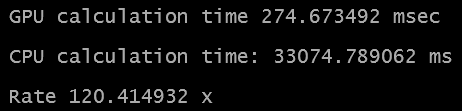 GPU calculation time 274.673492 msec
CPU calculation time: 33074.789062 ms
Rate 120.414932 x